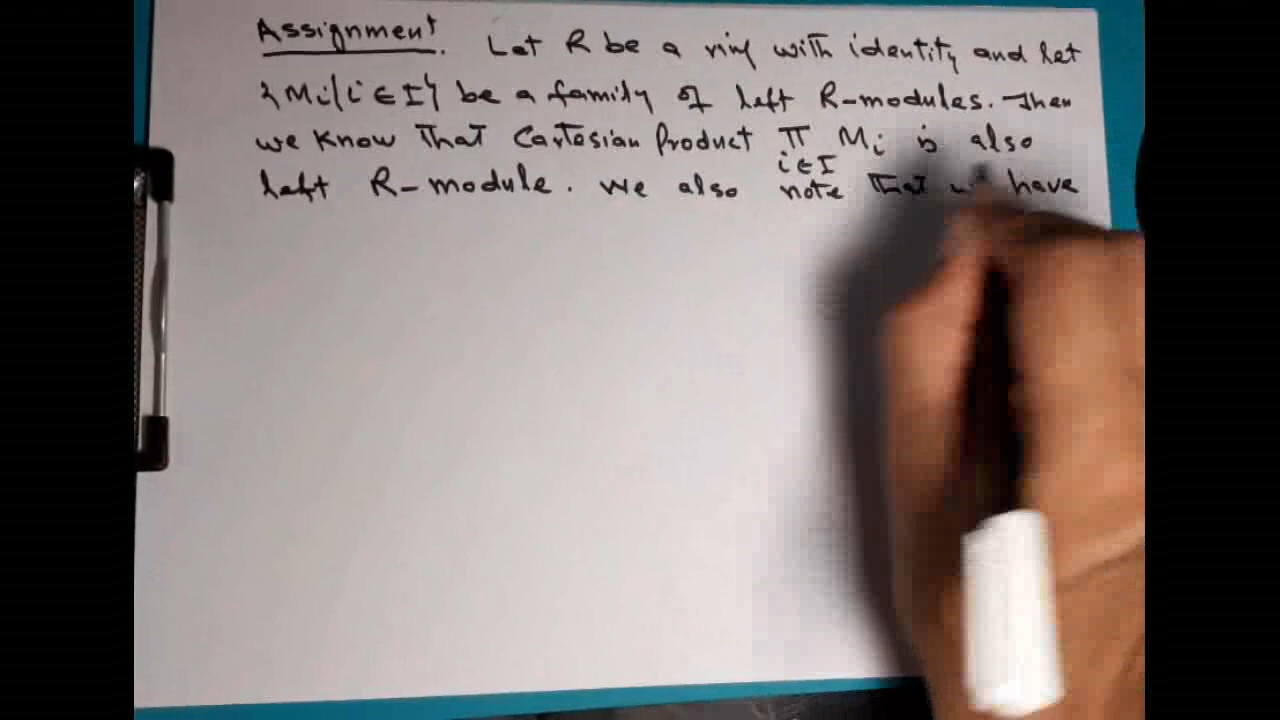 Assignment. Let R be a ring with identity and let
{Mi/i ∈ I} be a family of left R-modules. Then
we know that Cartesian Product π Mi is also
i∈I
left R-module. We also note that we have